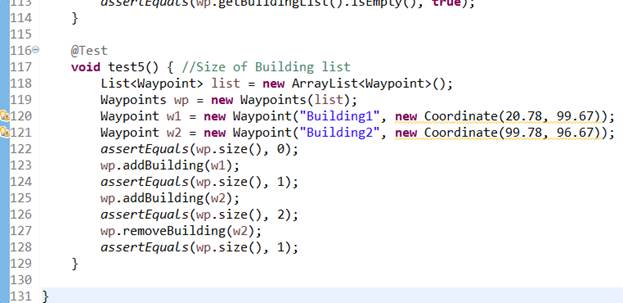 113 assertEquals(wp.getBuildingList().isEmpty(), true);
114 }
115
116 @Test
117 void test5() { //Size of Building list
118 List<Waypoint> list = new ArrayList<Waypoint>();
119 Waypoints wp = new Waypoints(list);
120 Waypoint w1 = new Waypoint("Building1", new Coordinate(20.78, 99.67));
121 Waypoint w2 = new Waypoint("Building2", new Coordinate(99.78, 96.67));
122 assertEquals(wp.size(), 0);
123 wp.addBuilding(w1);
124 assertEquals(wp.size(), 1);
125 wp.addBuilding(w2);
126 assertEquals(wp.size(), 2);
127 wp.removeBuilding(w2);
128 assertEquals(wp.size(), 1);
129 }
130
131 }